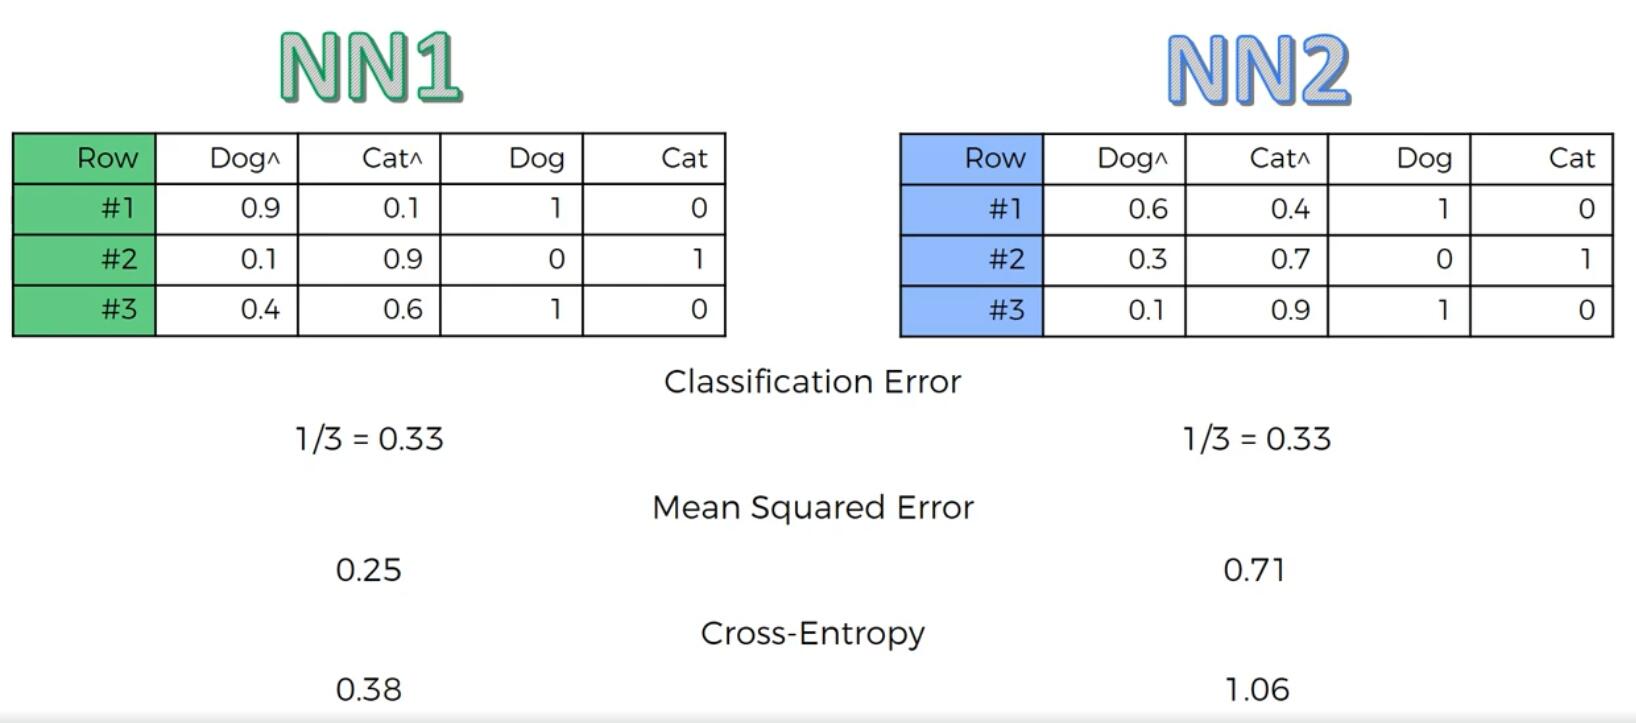 NN1
Row Dog^ Cat^ Dog Cat
#1 0.9 0.1 1 0
#2 0.1 0.9 0 1
#3 0.4 0.6 1 0
NN2
Row Dog^ Cat^ Dog Cat
#1 0.6 0.4 1 0
#2 0.3 0.7 0 1
#3 0.1 0.9 1 0
Classification Error
1/3 = 0.33
1/3 = 0.33
Mean Squared Error
0.25
0.71
Cross-Entropy
0.38
1.06